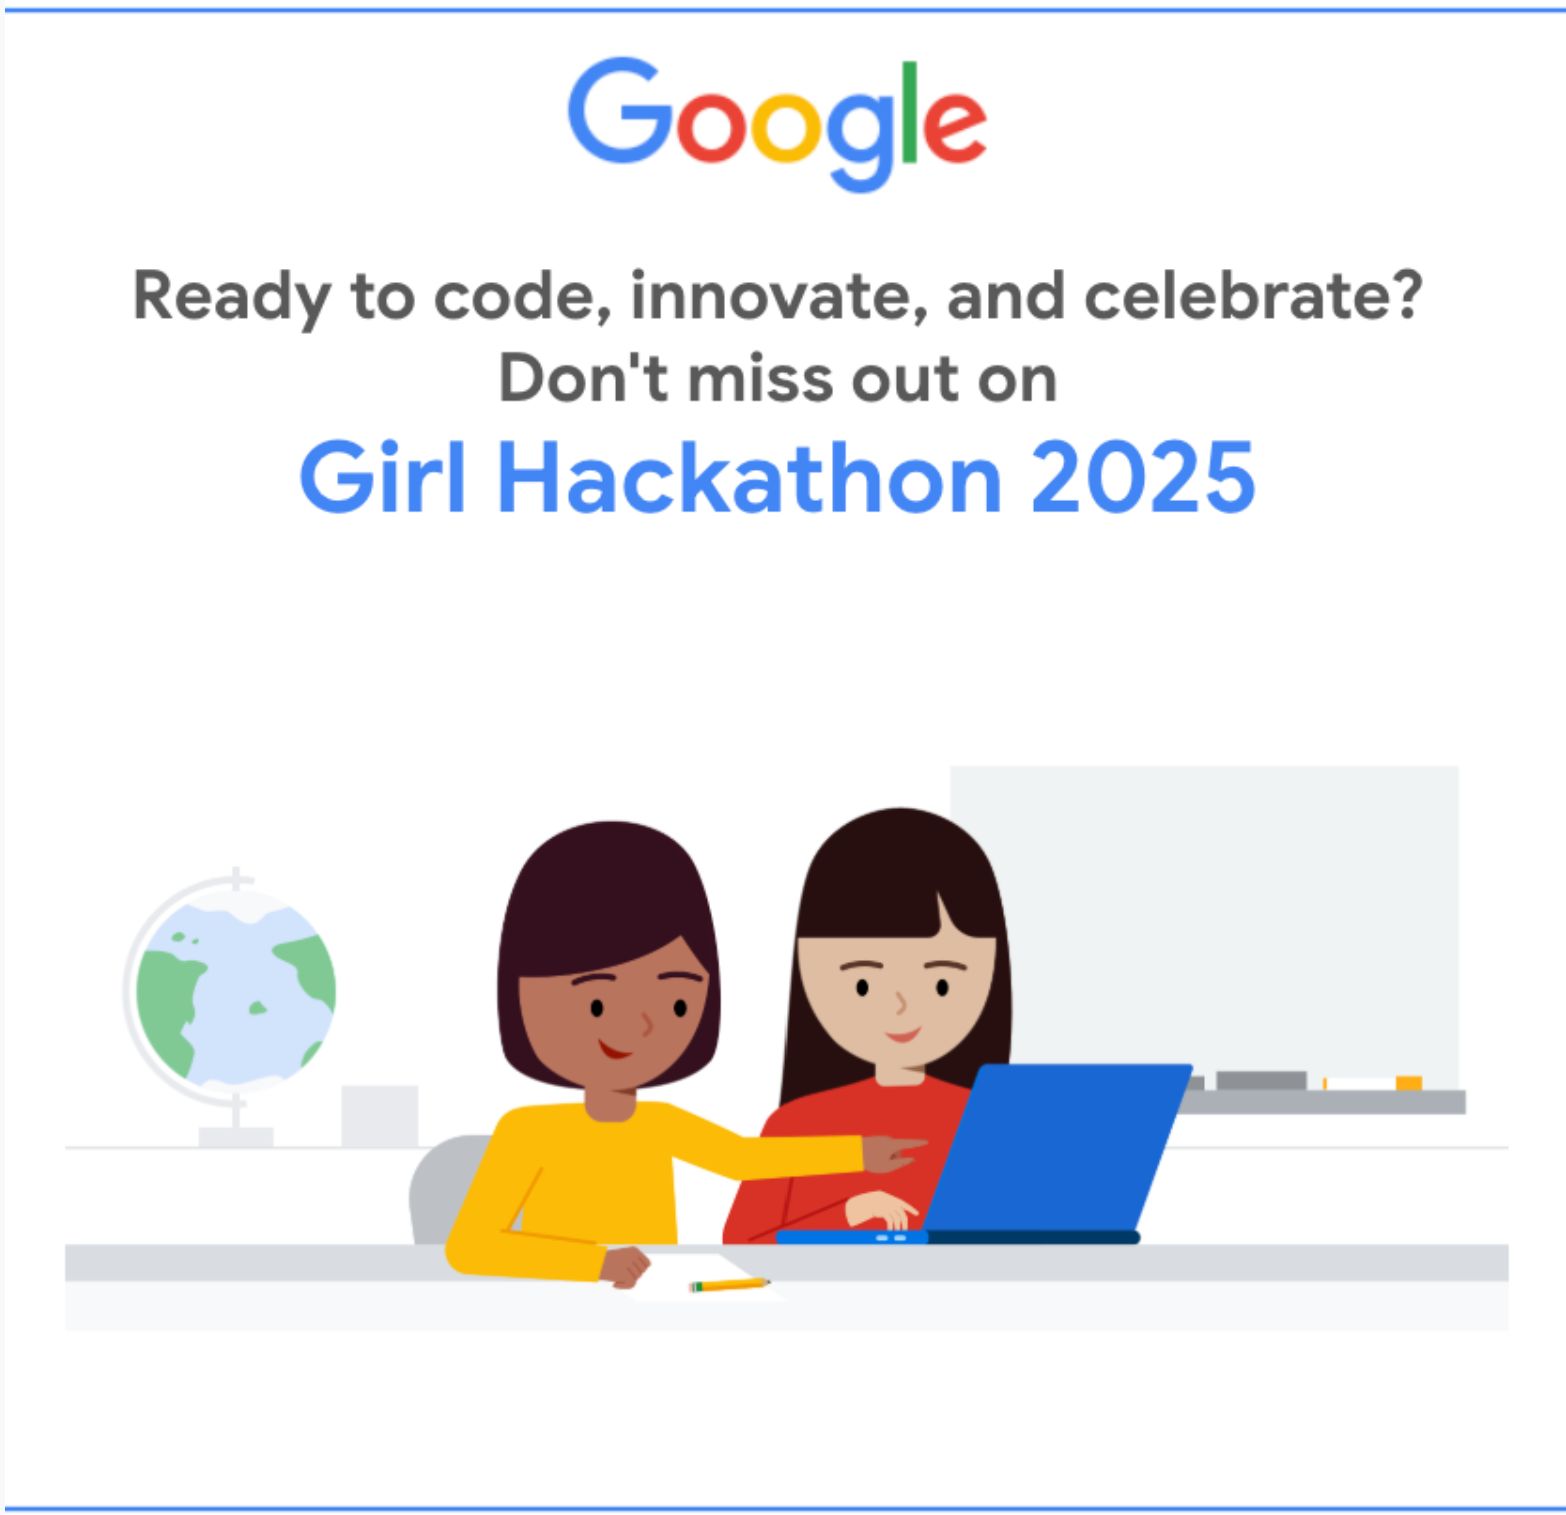 Google
Ready to code, innovate, and celebrate?
Don't miss out on
Girl Hackathon 2025